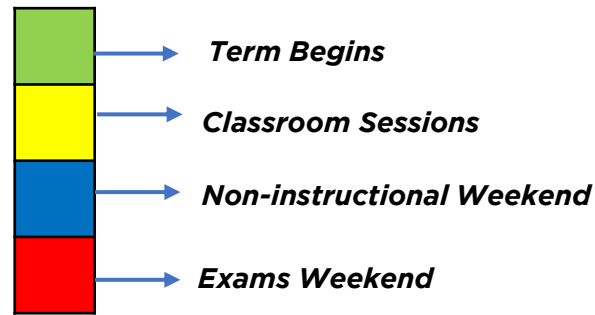 Term Begins
Classroom Sessions
Non-instructional Weekend
Exams Weekend